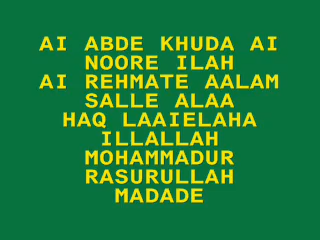 AI ABDE KHUDA AI
NOORE ILAH
AI REHMATE AALAM
SALLE ALAA
HAQ LAAIELAHA
ILLALLAH
MOHAMMADUR
RASURULLAH
MADADE